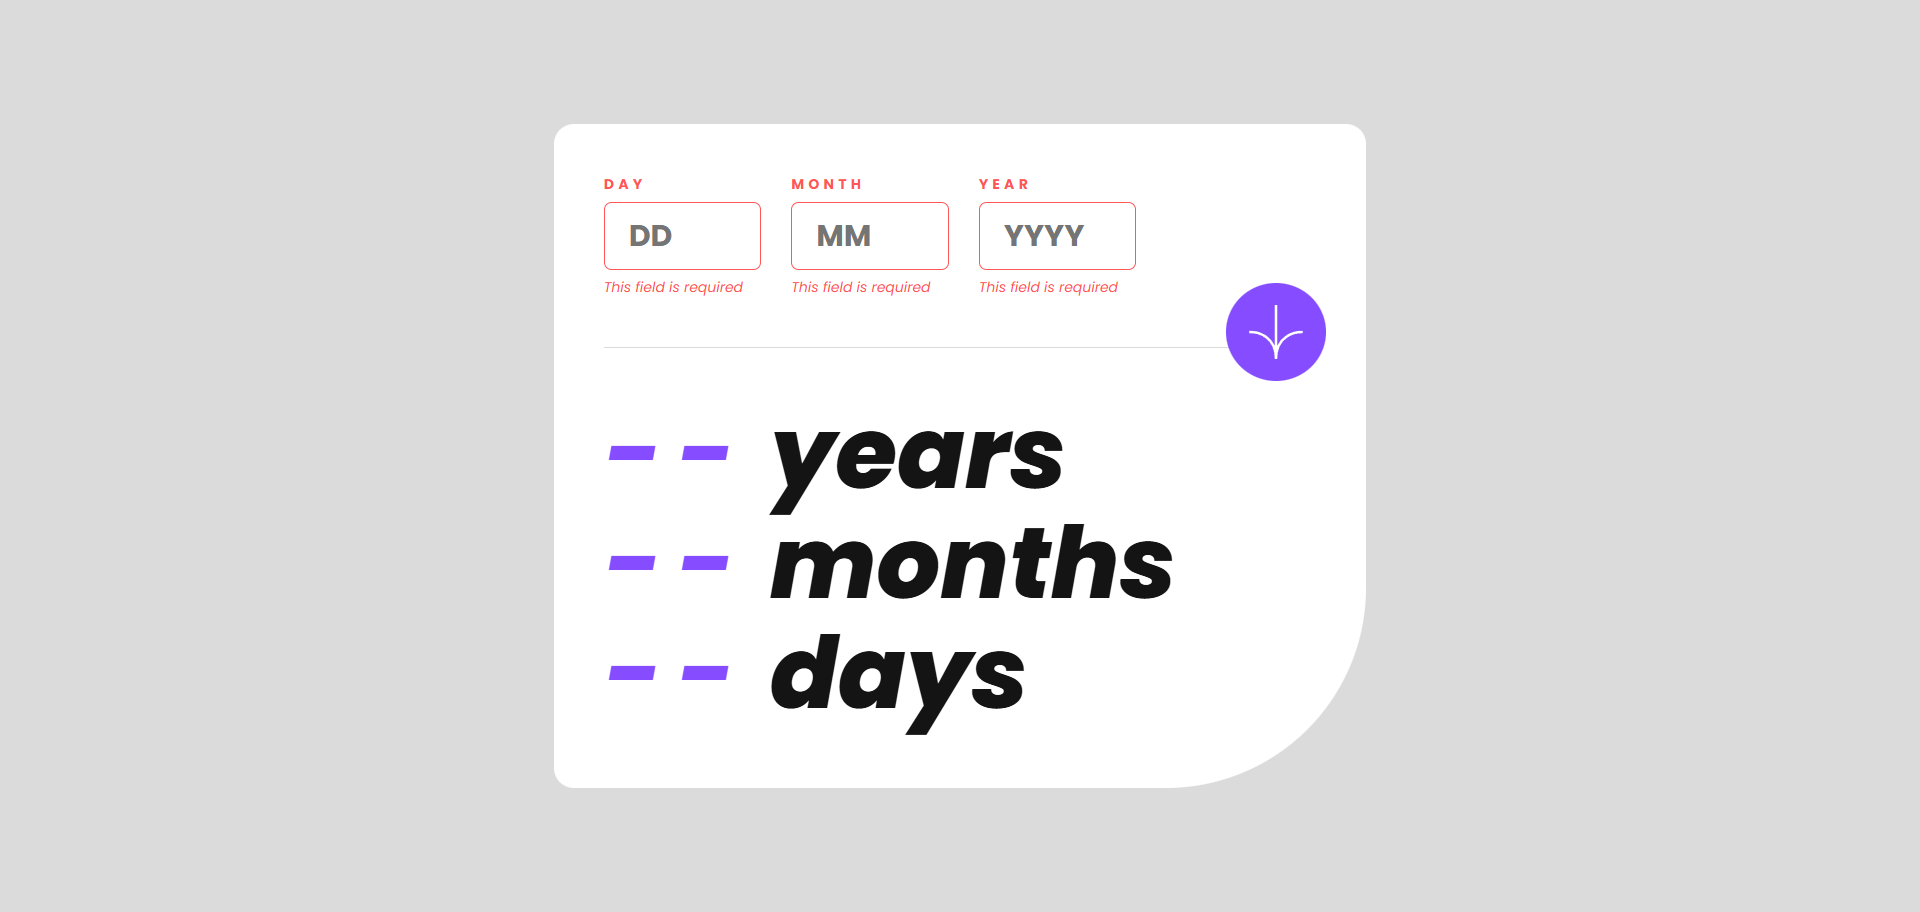 DAY MONTH YEAR
DD MM YYYY
This field is required This field is required This field is required
- - years
- - months
- - days